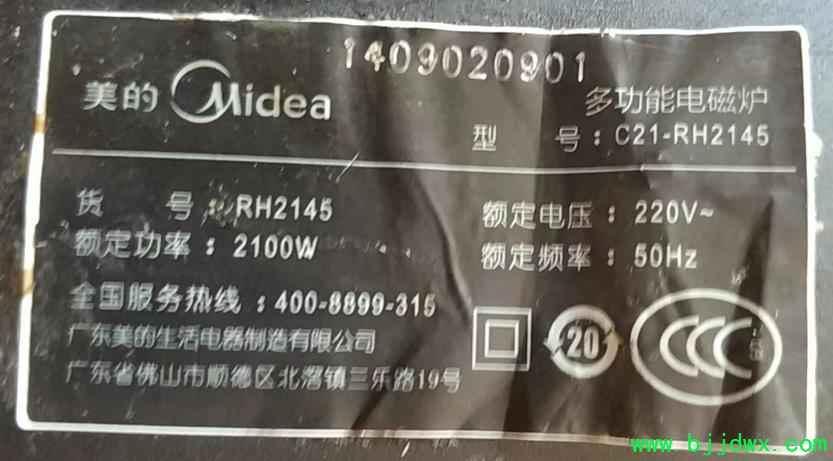 1409020901
美的 Midea
多功能电磁炉
型 号：C21-RH2145
货 号：RH2145
额定电压：220V~
额定功率：2100W
额定频率：50Hz
全国服务热线：400-8899-315
广东美的生活电器制造有限公司
广东省佛山市顺德区北滘镇三乐路19号
20
CCC
www.bjjdwx.com